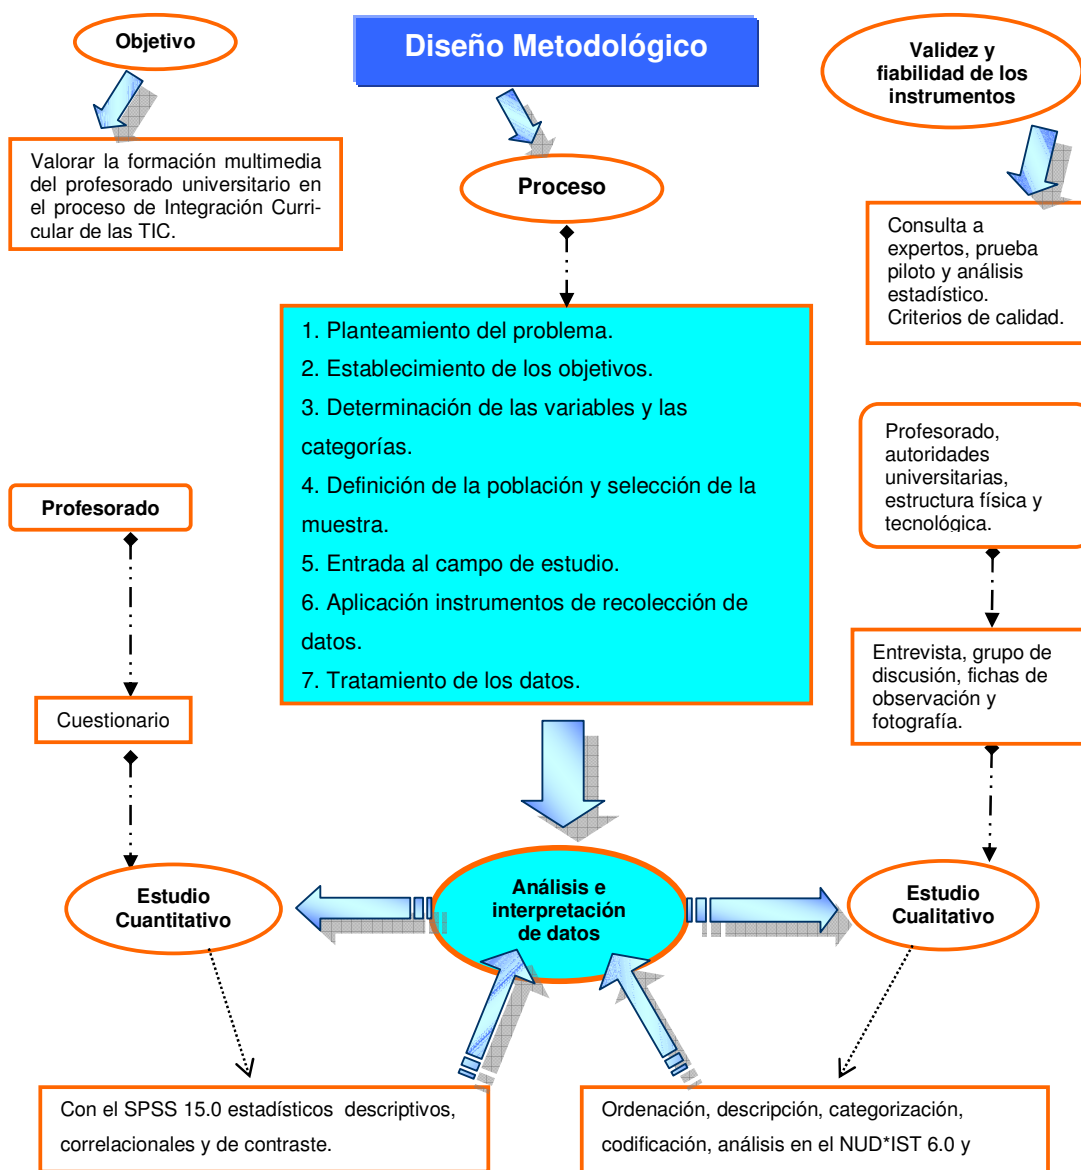 Objetivo
Diseño Metodológico
Validez y
fiabilidad de los
instrumentos
Valorar la formación multimedia
del profesorado universitario en
el proceso de Integración Curri-
cular de las TIC.
Proceso
Consulta a
expertos, prueba
piloto y análisis
estadístico.
Criterios de calidad.
1. Planteamiento del problema.
2. Establecimiento de los objetivos.
3. Determinación de las variables y las
categorías.
4. Definición de la población y selección de la
muestra.
5. Entrada al campo de estudio.
6. Aplicación instrumentos de recolección de
datos.
7. Tratamiento de los datos.
Profesorado,
autoridades
universitarias,
estructura física y
tecnológica.
Profesorado
Entrevista, grupo de
discusión, fichas de
observación y
fotografía.
Cuestionario
Estudio
Cuantitativo
Análisis e
interpretación
de datos
Estudio
Cualitativo
Con el SPSS 15.0 estadísticos descriptivos,
correlacionales y de contraste.
Ordenación, descripción, categorización,
codificación, análisis en el NUD*IST 6.0 y